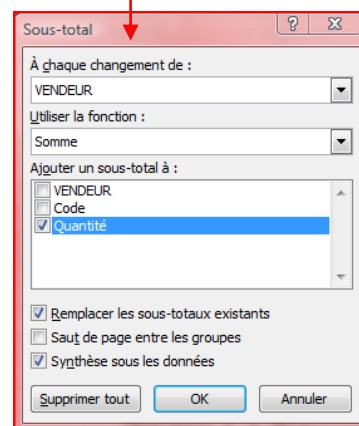 Sous-total
À chaque changement de :
VENDEUR
Utiliser la fonction :
Somme
Ajouter un sous-total à :
VENDEUR
Code
Quantité
Remplacer les sous-totaux existants
Saut de page entre les groupes
Synthèse sous les données
Supprimer tout OK Annuler